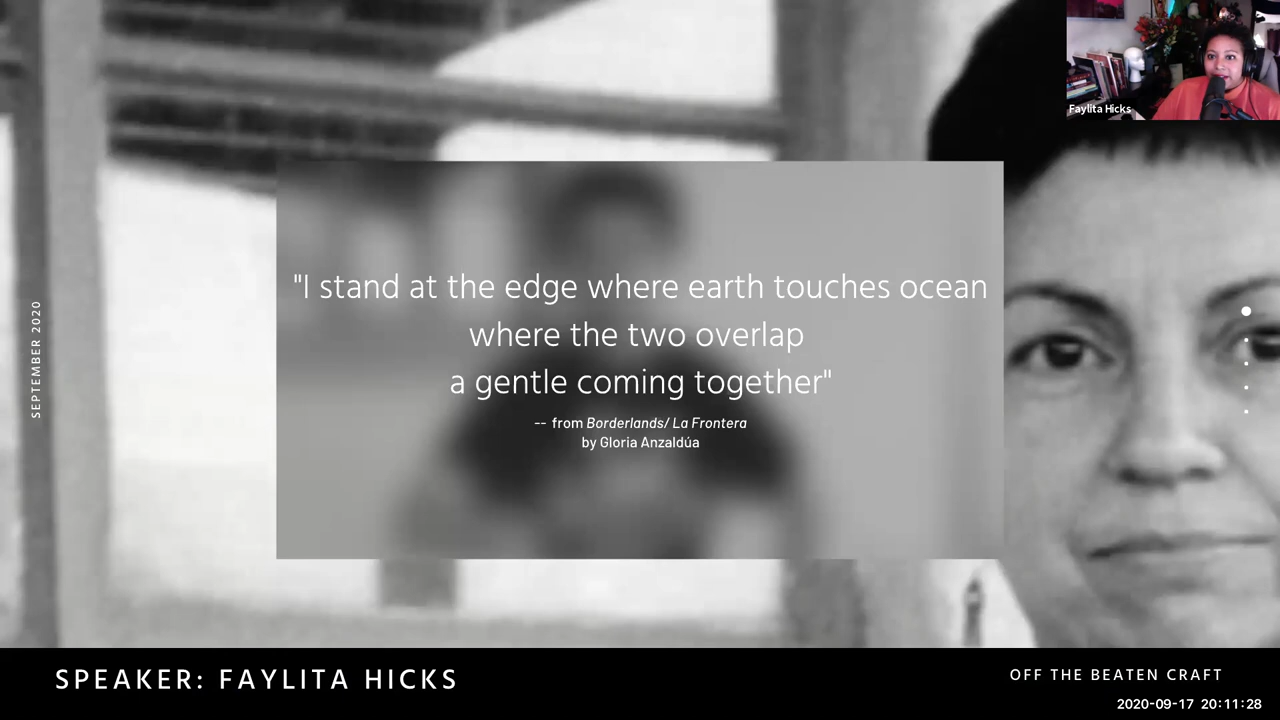 Faylita Hicks
SEPTEMBER 2020
"I stand at the edge where earth touches ocean
where the two overlap
a gentle coming together"
-- from Borderlands/ La Frontera
by Gloria Anzaldúa
SPEAKER: FAYLITA HICKS
OFF THE BEATEN CRAFT
2020-09-17 20:11:28